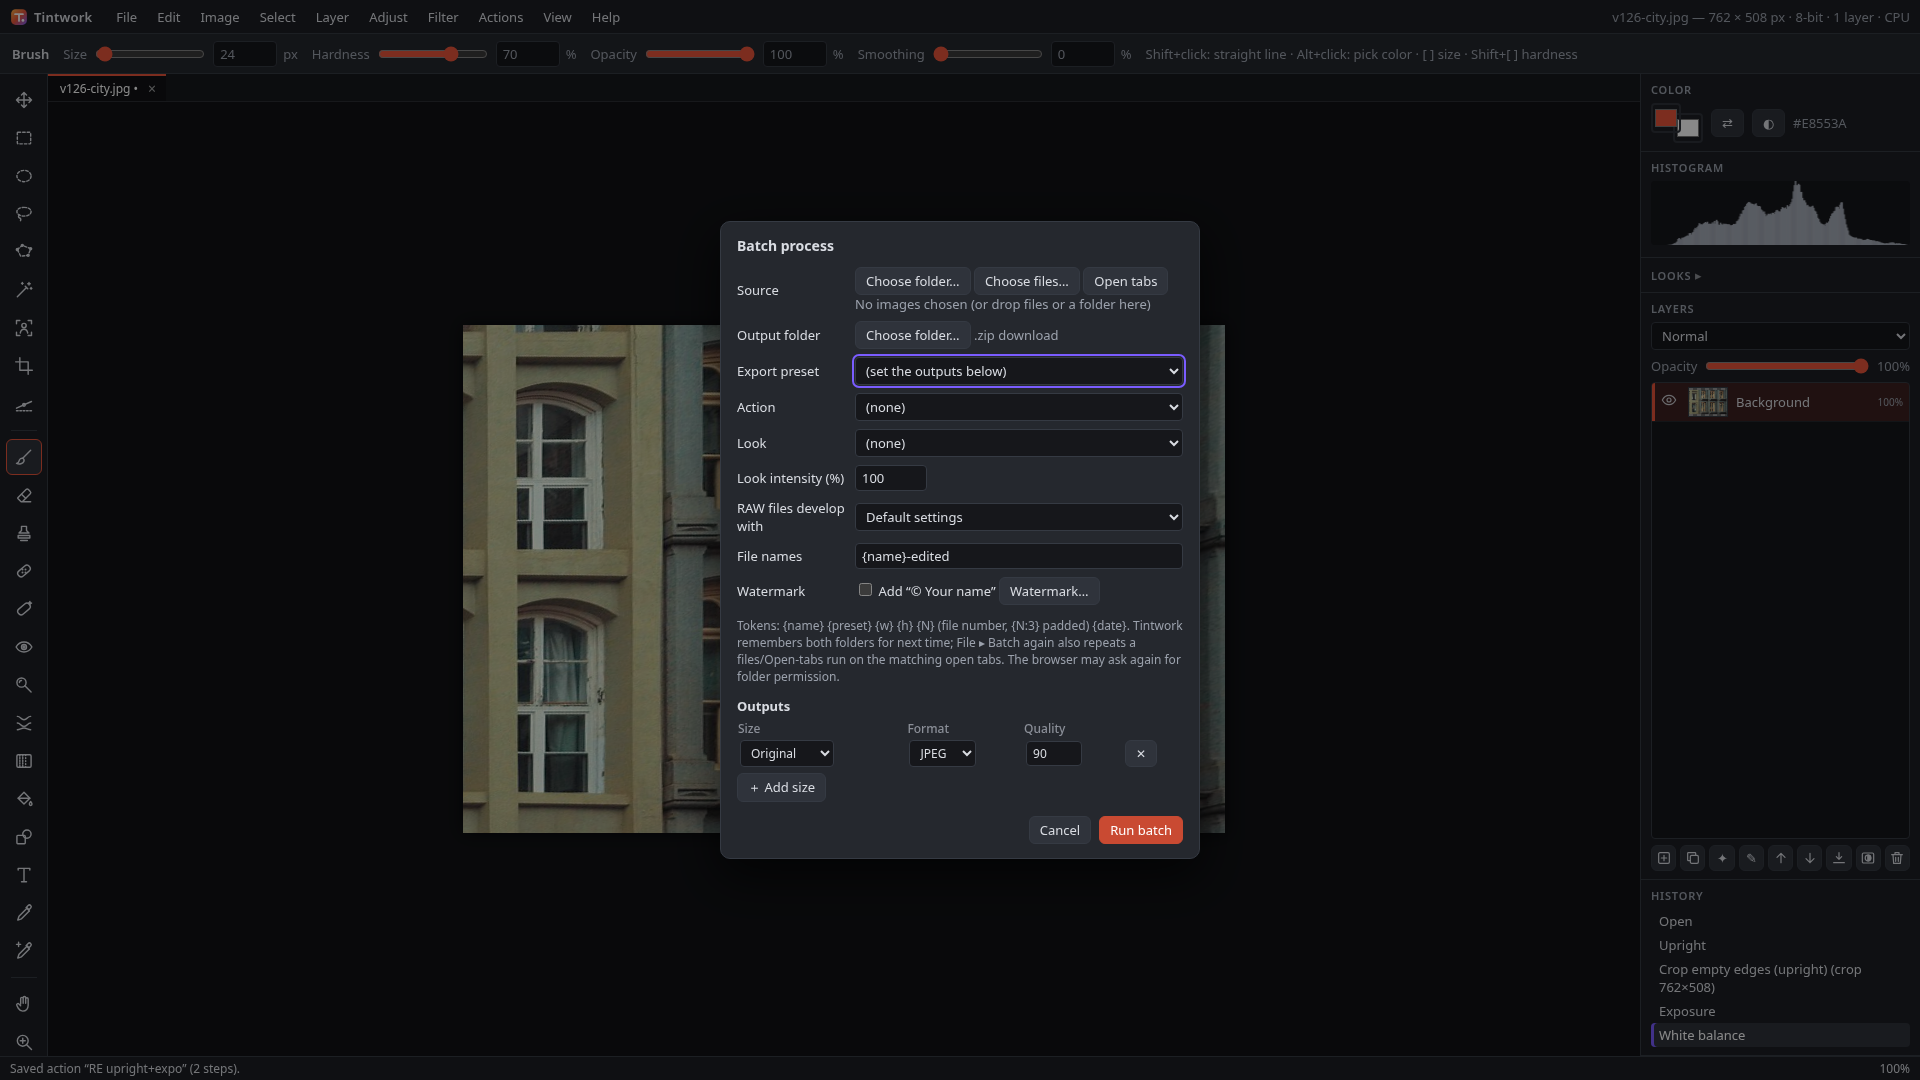 Tintwork File Edit Image Select Layer Adjust Filter Actions View Help v126-city.jpg — 762 × 508 px · 8-bit · 1 layer · CPU
Brush Size 24 px Hardness 70 % Opacity 100 % Smoothing 0 % Shift+click: straight line · Alt+click: pick color · [ ] size · Shift+[ ] hardness
v126-city.jpg • ×
COLOR
#E8553A
HISTOGRAM
LOOKS ▸
LAYERS
Normal
Opacity 100%
Background 100%
HISTORY
Open
Upright
Crop empty edges (upright) (crop
762×508)
Exposure
White balance
Batch process
Source Choose folder... Choose files... Open tabs
No images chosen (or drop files or a folder here)
Output folder Choose folder... .zip download
Export preset (set the outputs below)
Action (none)
Look (none)
Look intensity (%) 100
RAW files develop
with Default settings
File names {name}-edited
Watermark Add “© Your name” Watermark...
Tokens: {name} {preset} {w} {h} {N} (file number, {N:3} padded) {date}. Tintwork
remembers both folders for next time; File ▸ Batch again also repeats a
files/Open-tabs run on the matching open tabs. The browser may ask again for
folder permission.
Outputs
Size Format Quality
Original JPEG 90 ×
+ Add size
Cancel Run batch
Saved action “RE upright+expo” (2 steps). 100%